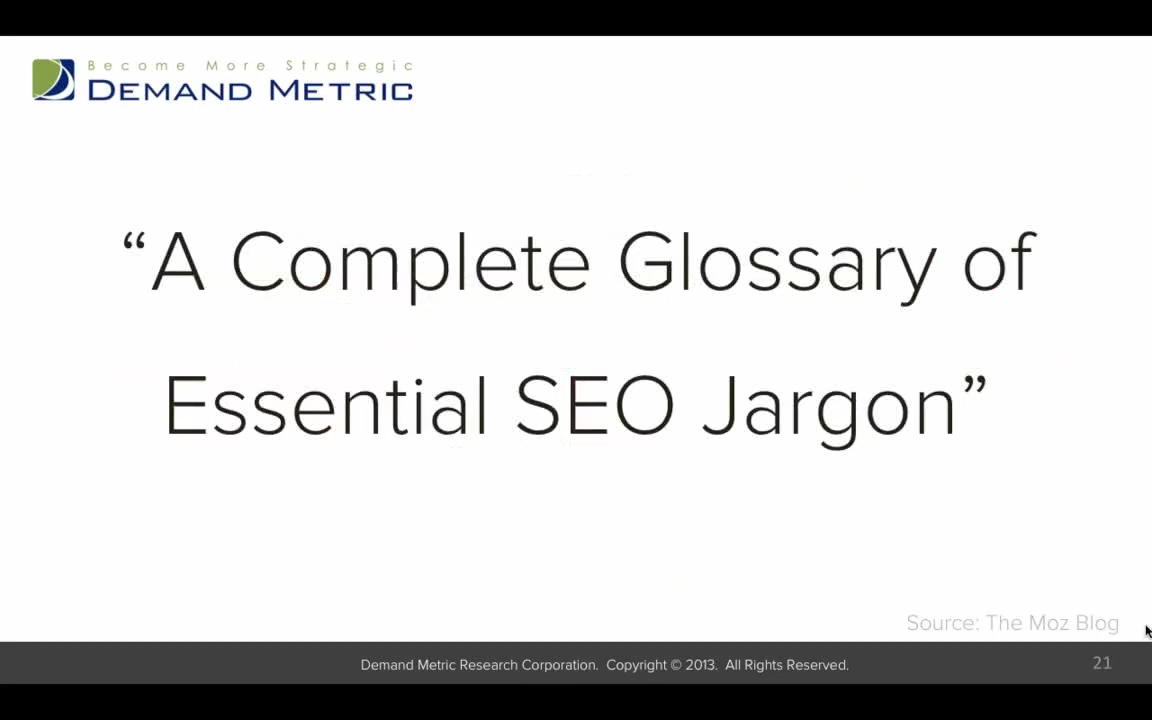 Become More Strategic
DEMAND METRIC
“A Complete Glossary of
Essential SEO Jargon”
Source: The Moz Blog
Demand Metric Research Corporation. Copyright © 2013. All Rights Reserved.
21